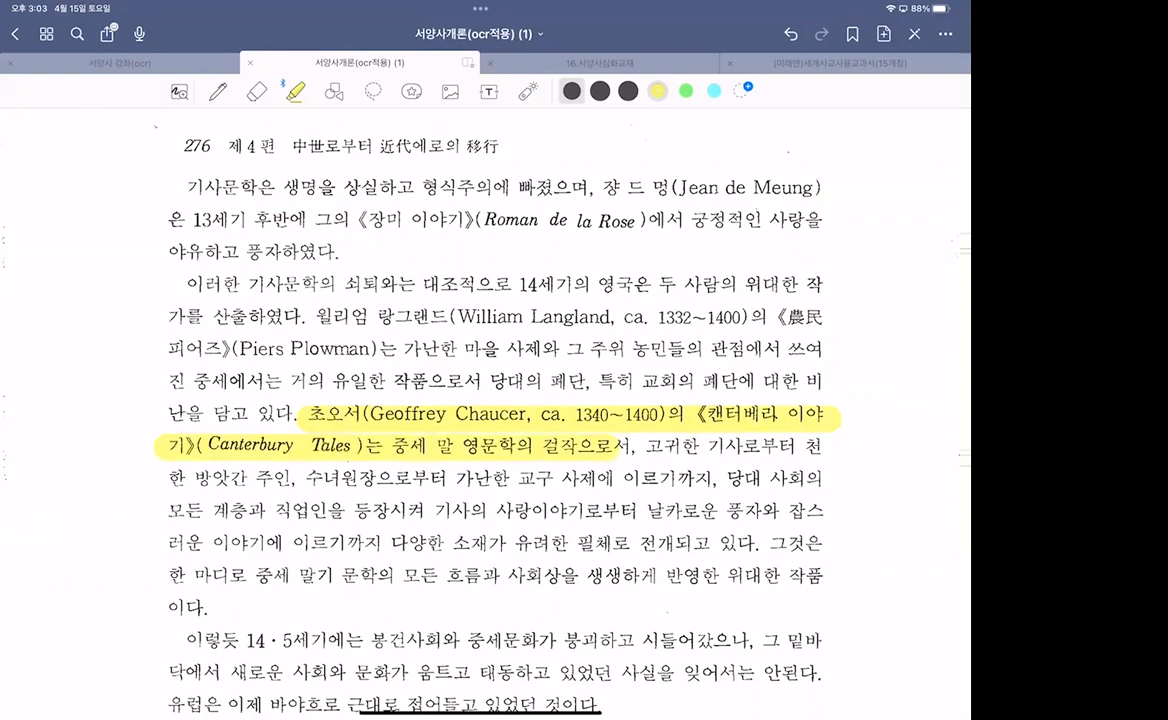 오후 3:03 4월 15일 토요일
88%
서양사개론(ocr적용) (1)
서양사 강좌(ocr)
서양사개론(ocr적용) (1)
16.서양사심화교재
(미래엔)세계사교사용교과서(15개정)
276 제4편 中世로부터 近代에로의 移行
기사문학은 생명을 상실하고 형식주의에 빠졌으며, 쟝 드 멍(Jean de Meung)
은 13세기 후반에 그의 《장미 이야기》(Roman de la Rose)에서 궁정적인 사랑을
야유하고 풍자하였다.
이러한 기사문학의 쇠퇴와는 대조적으로 14세기의 영국은 두 사람의 위대한 작
가를 산출하였다. 윌리엄 랑그랜드(William Langland, ca. 1332~1400)의 《農民
피어즈》(Piers Plowman)는 가난한 마을 사제와 그 주위 농민들의 관점에서 쓰여
진 중세에서는 거의 유일한 작품으로서 당대의 폐단, 특히 교회의 폐단에 대한 비
난을 담고 있다. 초오서(Geoffrey Chaucer, ca. 1340~1400)의 《캔터베리 이야
기》(Canterbury Tales)는 중세 말 영문학의 걸작으로서, 고귀한 기사로부터 천
한 방앗간 주인, 수녀원장으로부터 가난한 교구 사제에 이르기까지, 당대 사회의
모든 계층과 직업인을 등장시켜 기사의 사랑이야기로부터 날카로운 풍자와 잡스
러운 이야기에 이르기까지 다양한 소재가 유려한 필체로 전개되고 있다. 그것은
한 마디로 중세 말기 문학의 모든 흐름과 사회상을 생생하게 반영한 위대한 작품
이다.
이렇듯 14·5세기에는 봉건사회와 중세문화가 붕괴하고 시들어갔으나, 그 밑바
닥에서 새로운 사회와 문화가 움트고 태동하고 있었던 사실을 잊어서는 안된다.
유럽은 이제 바야흐로 근대로 접어들고 있었던 것이다.